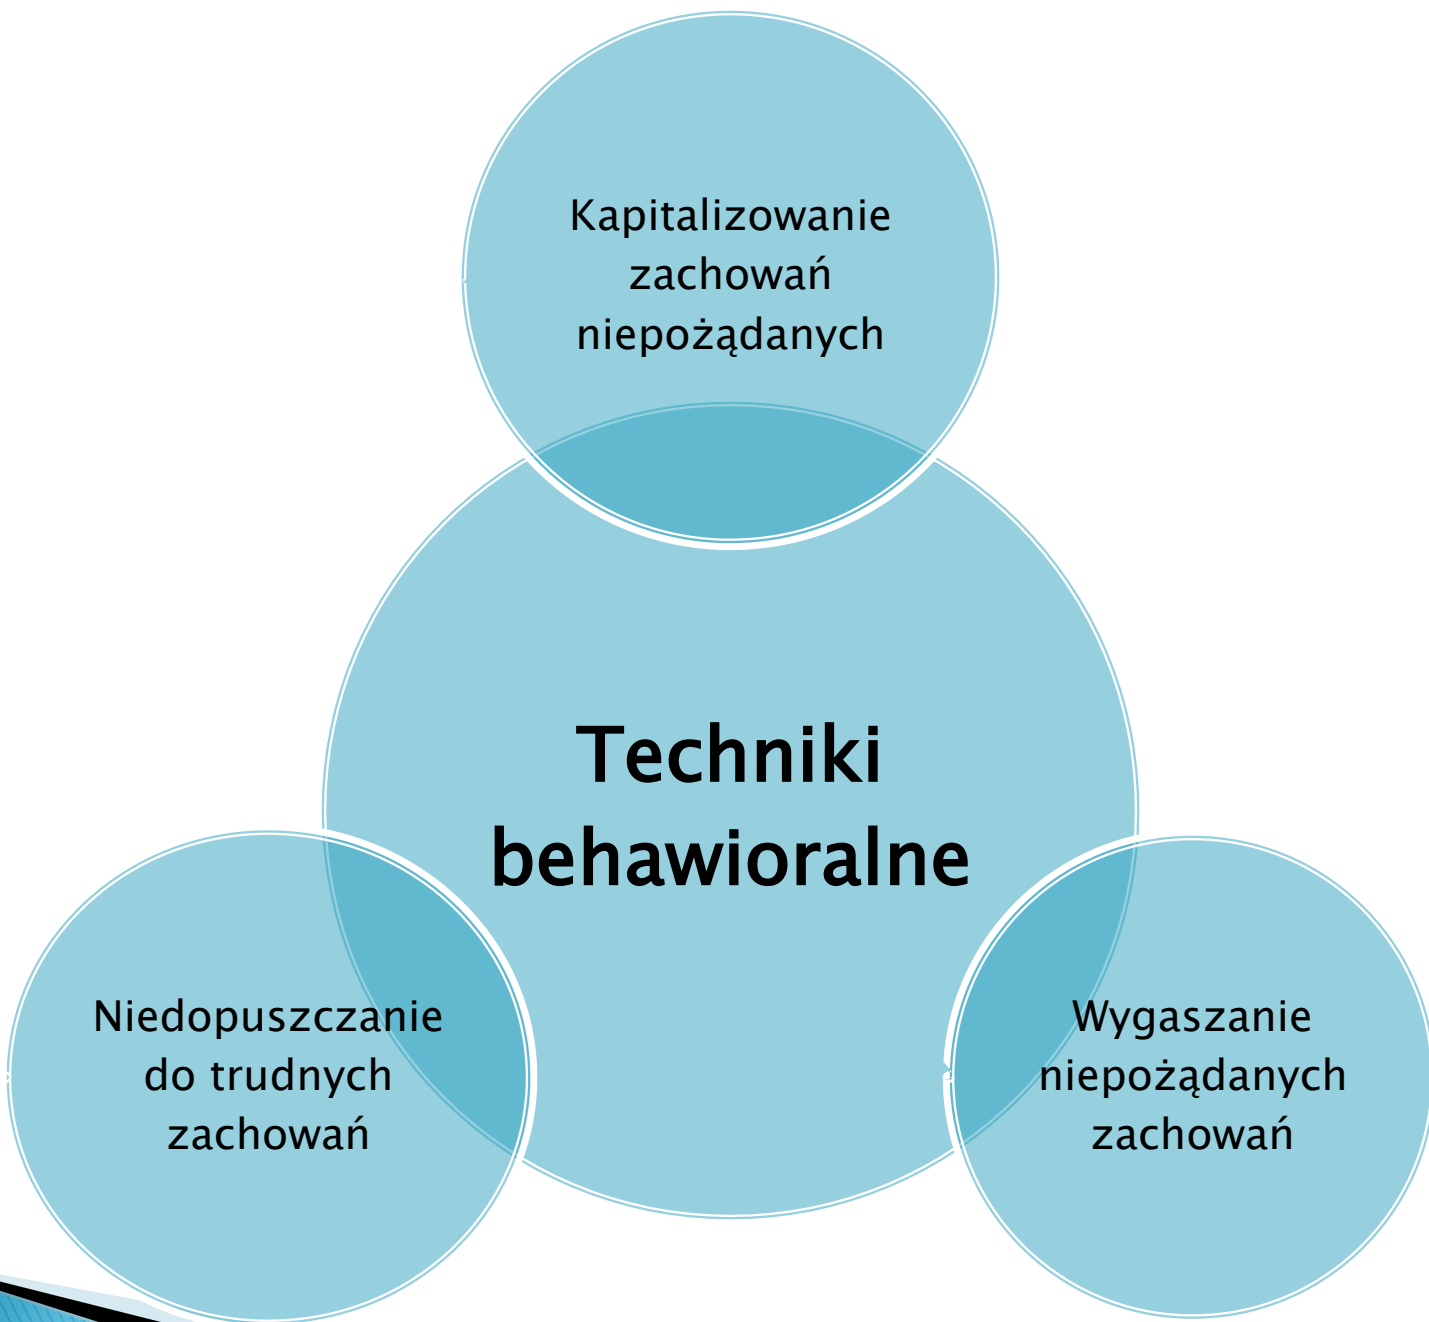 Kapitalizowanie
zachowań
niepożądanych
Techniki
behawioralne
Niedopuszczanie
do trudnych
zachowań
Wygaszanie
niepożądanych
zachowań